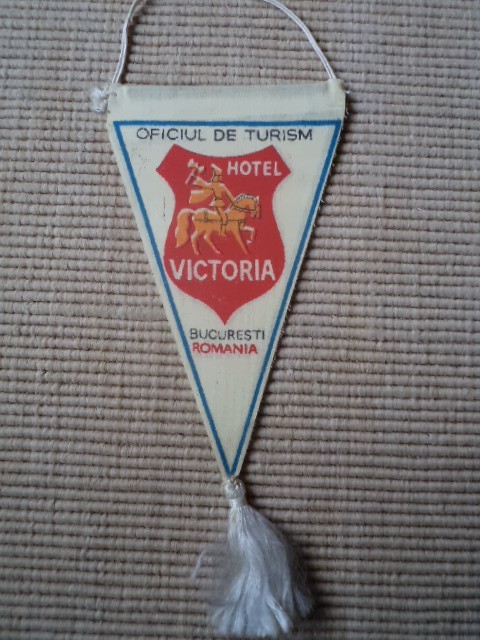 OFICIUL DE TURISM
HOTEL
VICTORIA
BUCUREȘTI
ROMANIA